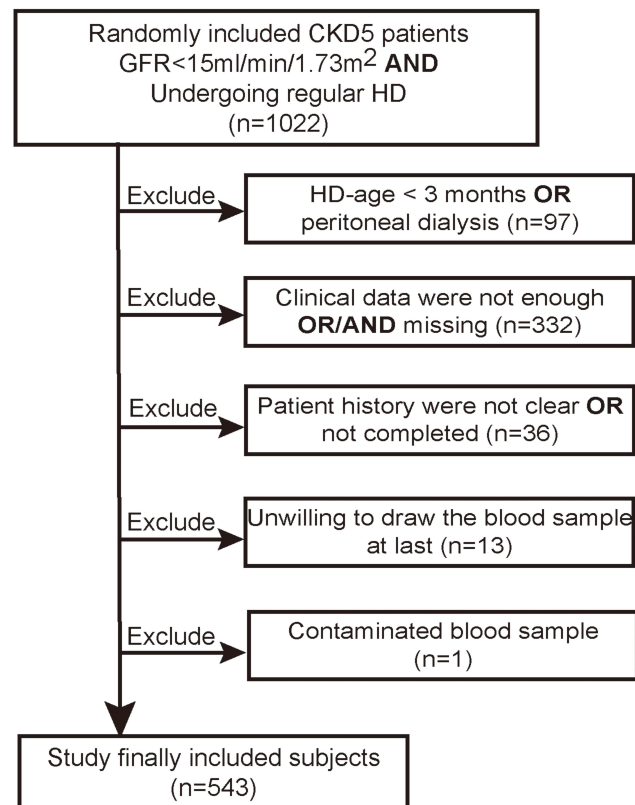 Randomly included CKD5 patients
GFR<15ml/min/1.73m² AND
Undergoing regular HD
(n=1022)
Exclude
HD-age < 3 months OR
peritoneal dialysis (n=97)
Exclude
Clinical data were not enough
OR/AND missing (n=332)
Exclude
Patient history were not clear OR
not completed (n=36)
Exclude
Unwilling to draw the blood sample
at last (n=13)
Exclude
Contaminated blood sample
(n=1)
Study finally included subjects
(n=543)